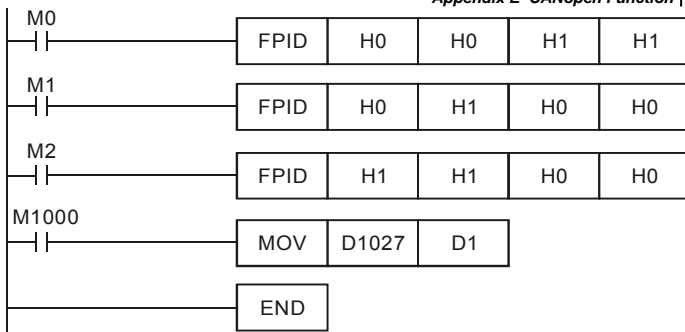 Appendix E CANopen Function |
M0
FPID H0 H0 H1 H1
M1
FPID H0 H1 H0 H0
M2
FPID H1 H1 H0 H0
M1000
MOV D1027 D1
END